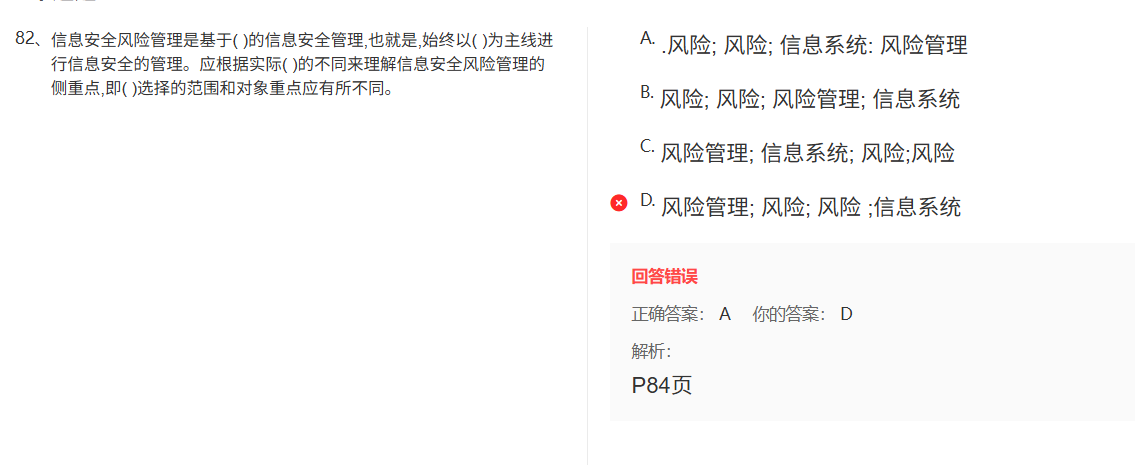 82、信息安全风险管理是基于( )的信息安全管理,也就是,始终以( )为主线进
行信息安全的管理。应根据实际( )的不同来理解信息安全风险管理的
侧重点,即( )选择的范围和对象重点应有所不同。
A. .风险; 风险; 信息系统: 风险管理
B. 风险; 风险; 风险管理; 信息系统
C. 风险管理; 信息系统; 风险;风险
D. 风险管理; 风险; 风险 ;信息系统
回答错误
正确答案: A 你的答案: D
解析:
P84页